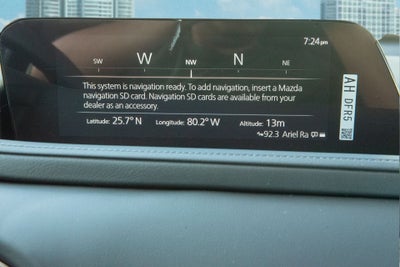 7:24pm
SW W NW N NE
This system is navigation ready. To add navigation, insert a Mazda
navigation SD card. Navigation SD cards are available from your
dealer as an accessory.
Latitude: 25.7° N Longitude: 80.2° W Altitude: 13m
92.3 Ariel Ra
AH DFR5